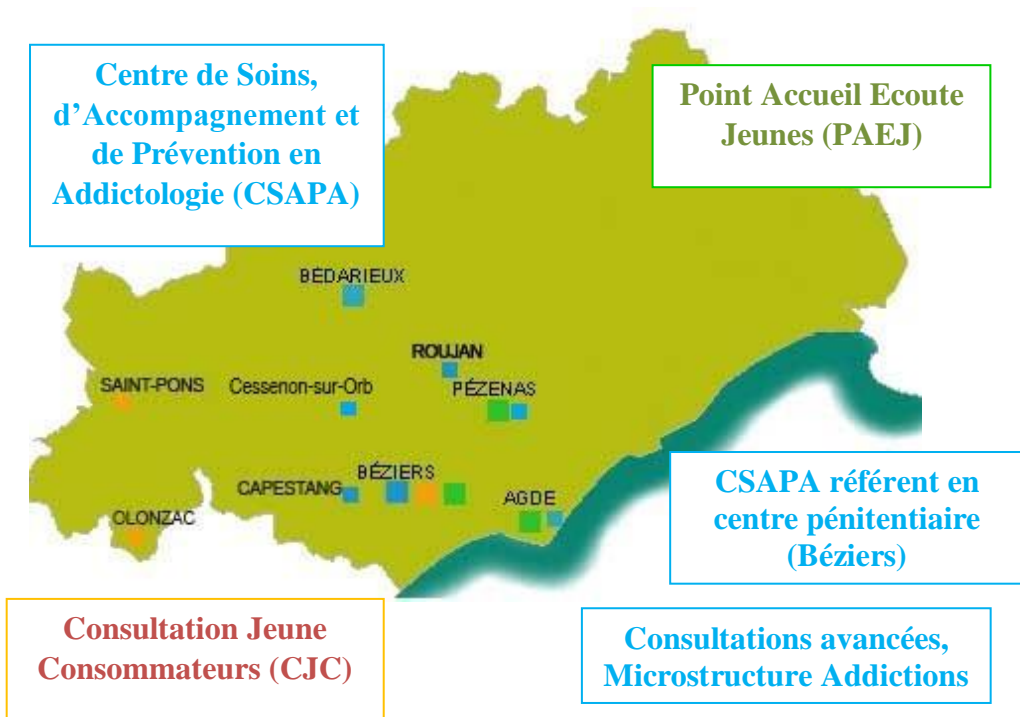 Centre de Soins,
d’Accompagnement et
de Prévention en
Addictologie (CSAPA)
Point Accueil Ecoute
Jeunes (PAEJ)
BÉDARIEUX
ROUJAN
SAINT-PONS
Cessenon-sur-Orb
PÉZENAS
BÉZIERS
CAPESTANG
AGDE
OLONZAC
CSAPA référent en
centre pénitentiaire
(Béziers)
Consultation Jeune
Consommateurs (CJC)
Consultations avancées,
Microstructure Addictions